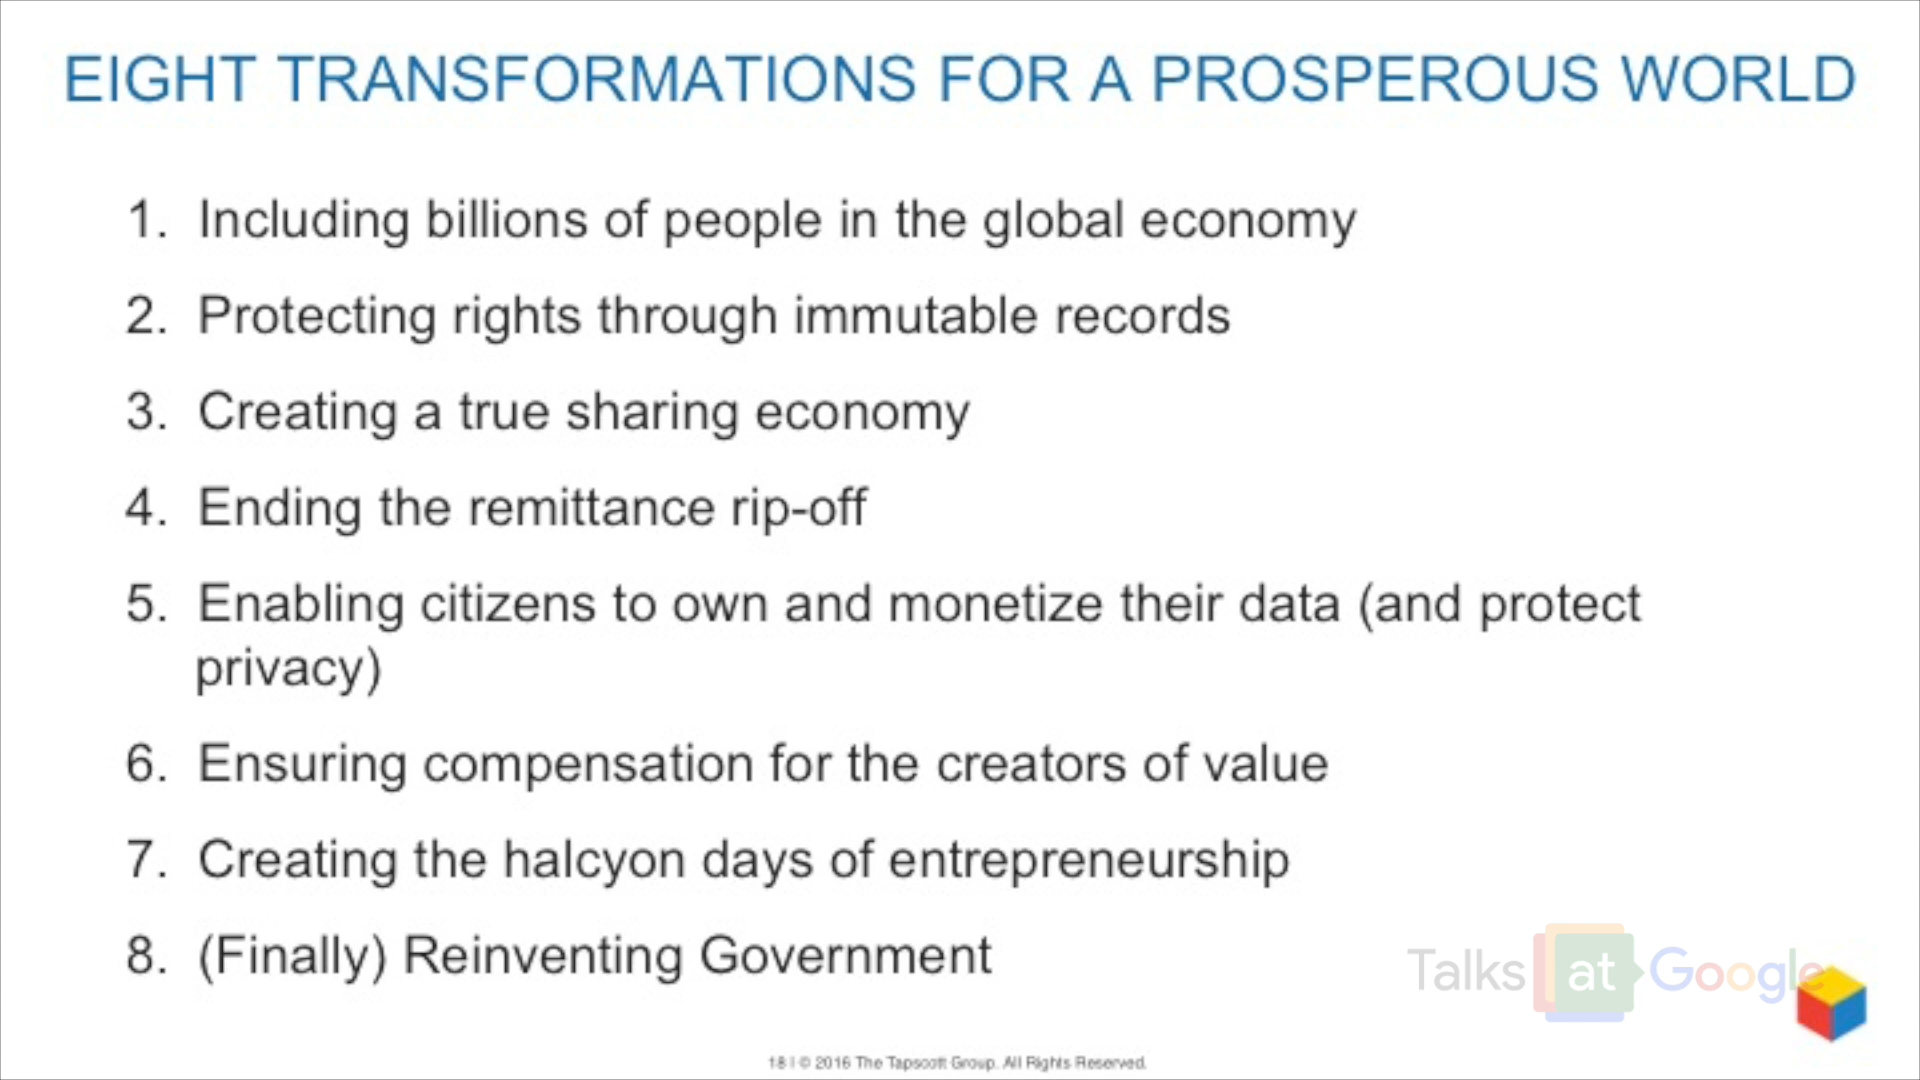 EIGHT TRANSFORMATIONS FOR A PROSPEROUS WORLD
1. Including billions of people in the global economy
2. Protecting rights through immutable records
3. Creating a true sharing economy
4. Ending the remittance rip-off
5. Enabling citizens to own and monetize their data (and protect
privacy)
6. Ensuring compensation for the creators of value
7. Creating the halcyon days of entrepreneurship
8. (Finally) Reinventing Government
Talks at Google
18 | © 2016 The Tapscott Group. All Rights Reserved.